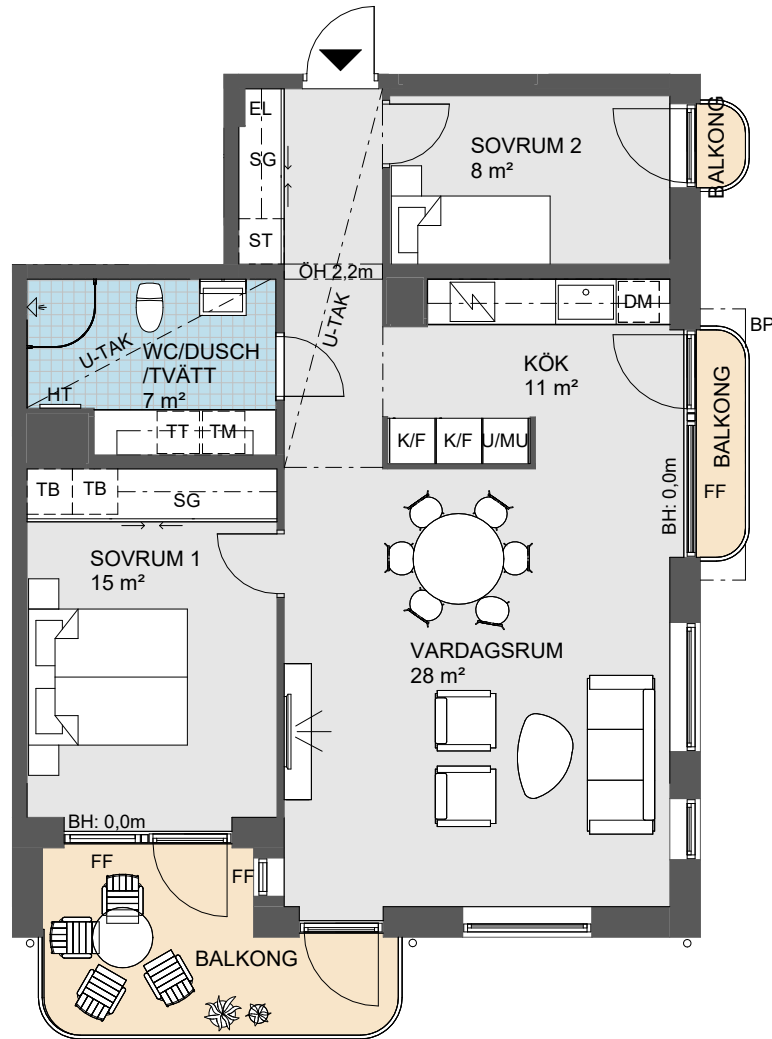 EL
SG
ST
SOVRUM 2
8 m²
BALKONG
ÖH 2,2m
U-TAK
DM
BP
U-TAK
WC/DUSCH
/TVÄTT
7 m²
HT
TT
TM
KÖK
11 m²
K/F
K/F
U/MU
BALKONG
FF
BH: 0,0m
TB
TB
SG
SOVRUM 1
15 m²
VARDAGSRUM
28 m²
BH: 0,0m
FF
FF
BALKONG